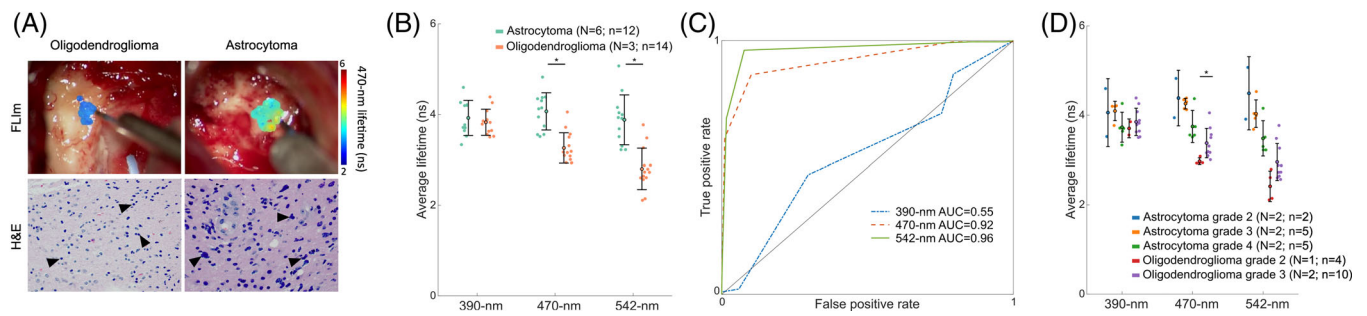 (A)
Oligodendroglioma
Astrocytoma
FLIm
H&E
6
470-nm lifetime (ns)
2
(B)
Average lifetime (ns)
6
4
2
0
Astrocytoma (N=6; n=12)
Oligodendroglioma (N=3; n=14)
*
*
390-nm
470-nm
542-nm
(C)
True positive rate
1
0
0
False positive rate
1
390-nm AUC=0.55
470-nm AUC=0.92
542-nm AUC=0.96
(D)
Average lifetime (ns)
6
4
2
0
*
Astrocytoma grade 2 (N=2; n=2)
Astrocytoma grade 3 (N=2; n=5)
Astrocytoma grade 4 (N=2; n=5)
Oligodendroglioma grade 2 (N=1; n=4)
Oligodendroglioma grade 3 (N=2; n=10)
390-nm
470-nm
542-nm